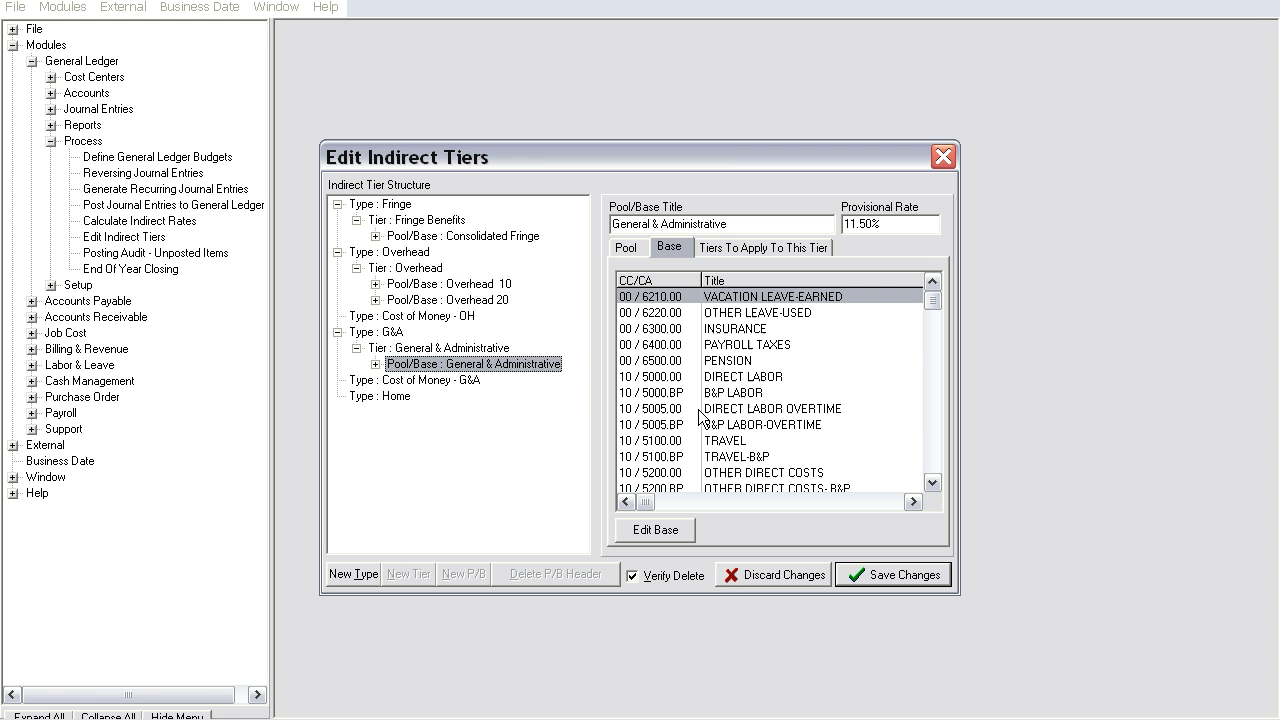 File Modules External Business Date Window Help
File
Modules
General Ledger
Cost Centers
Accounts
Journal Entries
Reports
Process
Define General Ledger Budgets
Reversing Journal Entries
Generate Recurring Journal Entries
Post Journal Entries to General Ledger
Calculate Indirect Rates
Edit Indirect Tiers
Posting Audit - Unposted Items
End Of Year Closing
Setup
Accounts Payable
Accounts Receivable
Job Cost
Billing & Revenue
Labor & Leave
Cash Management
Purchase Order
Payroll
Support
External
Business Date
Window
Help
Expand All Collapse All Hide Menu
Edit Indirect Tiers
Indirect Tier Structure
Type : Fringe
Tier : Fringe Benefits
Pool/Base : Consolidated Fringe
Type : Overhead
Tier : Overhead
Pool/Base : Overhead 10
Pool/Base : Overhead 20
Type : Cost of Money - OH
Type : G&A
Tier : General & Administrative
Pool/Base : General & Administrative
Type : Cost of Money - G&A
Type : Home
Pool/Base Title Provisional Rate
General & Administrative 11.50%
Pool Base Tiers To Apply To This Tier
CC/CA Title
00 / 6210.00 VACATION LEAVE-EARNED
00 / 6220.00 OTHER LEAVE-USED
00 / 6300.00 INSURANCE
00 / 6400.00 PAYROLL TAXES
00 / 6500.00 PENSION
10 / 5000.00 DIRECT LABOR
10 / 5000.BP B&P LABOR
10 / 5005.00 DIRECT LABOR OVERTIME
10 / 5005.BP B&P LABOR-OVERTIME
10 / 5100.00 TRAVEL
10 / 5100.BP TRAVEL-B&P
10 / 5200.00 OTHER DIRECT COSTS
10 / 5200.BP OTHER DIRECT COSTS- B&P
Edit Base
New Type New Tier New P/B Delete P/B Header Verify Delete Discard Changes Save Changes